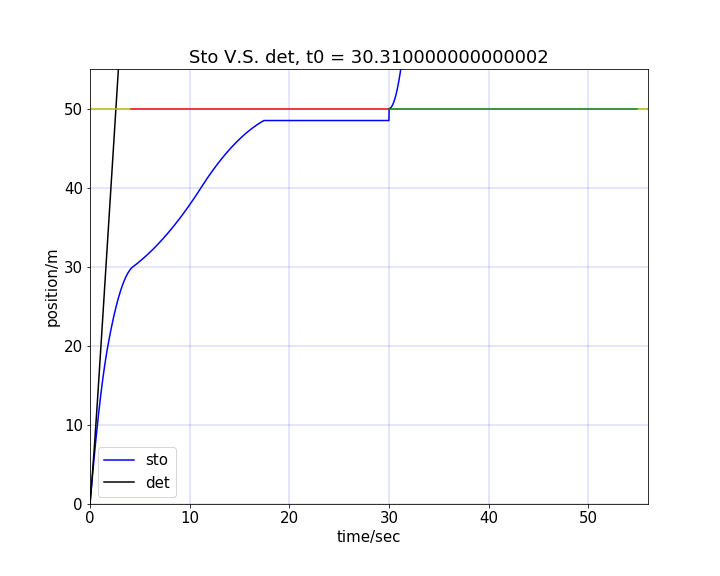 Sto V.S. det, t0 = 30.310000000000002
50
40
30
20
10
0
position/m
sto
det
0 10 20 30 40 50
time/sec